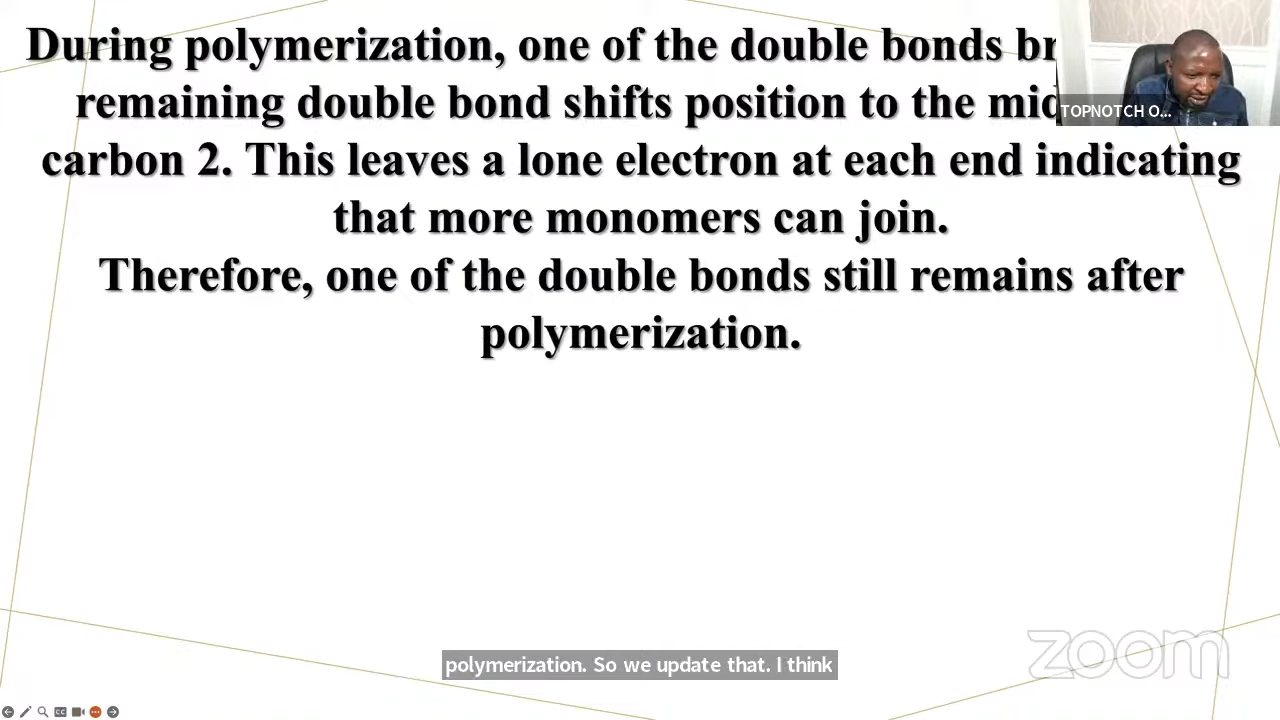 During polymerization, one of the double bonds
remaining double bond shifts position to the
carbon 2. This leaves a lone electron at each end indicating
that more monomers can join.
Therefore, one of the double bonds still remains after
polymerization.
TOPNOTCH O...
polymerization. So we update that. I think
zoom